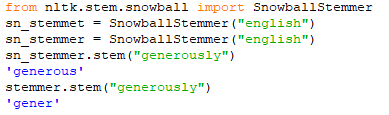 from nltk.stem.snowball import SnowballStemmer
sn_stemmet = SnowballStemmer("english")
sn_stemmer = SnowballStemmer("english")
sn_stemmer.stem("generously")
'generous'
stemmer.stem("generously")
'gener'